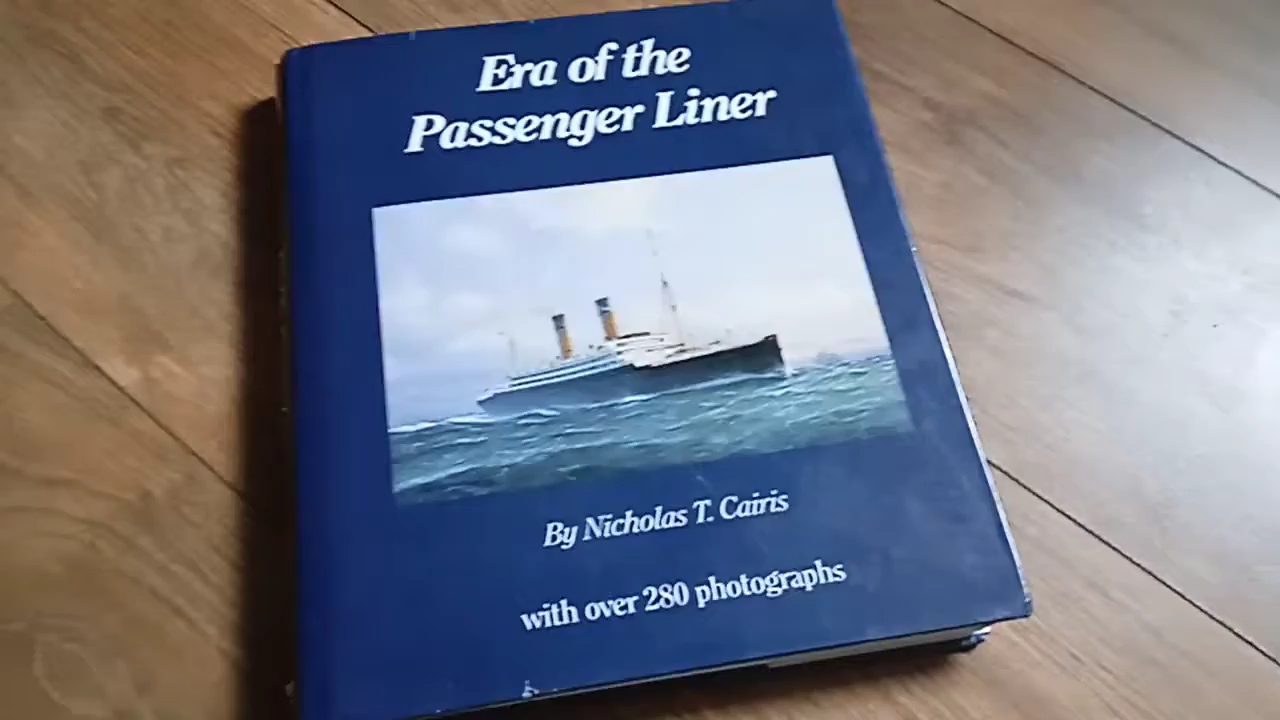 Era of the
Passenger Liner
By Nicholas T. Cairis
with over 280 photographs